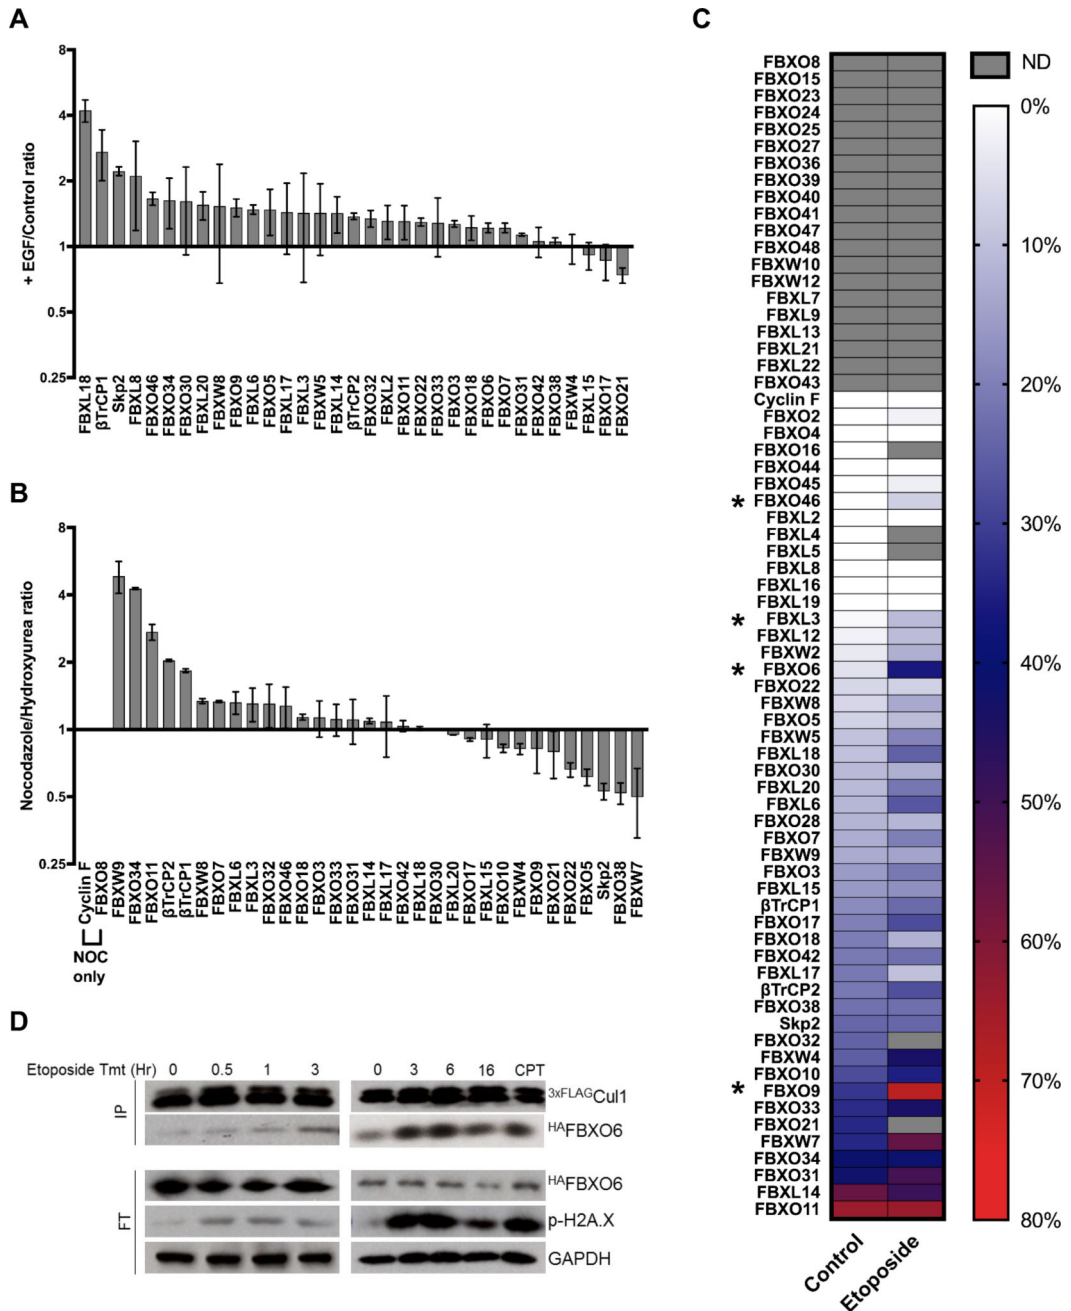 A
8
4
2
1
0.5
0.25
+ EGF/Control ratio
FBXL18
βTrCP1
Skp2
FBXL8
FBXO46
FBXO34
FBXO30
FBXL20
FBXW8
FBXO9
FBXL6
FBXO5
FBXL17
FBXL3
FBXW5
FBXL14
βTrCP2
FBXO32
FBXL2
FBXO11
FBXO22
FBXO33
FBXO3
FBXO18
FBXO6
FBXO7
FBXO31
FBXO42
FBXO38
FBXW4
FBXL15
FBXO17
FBXO21
B
8
4
2
1
0.5
0.25
Nocodazole/Hydroxyurea ratio
Cyclin F
FBXO8
FBXW9
FBXO34
FBXO11
βTrCP2
βTrCP1
FBXW8
FBXO7
FBXL6
FBXL3
FBXO32
FBXO46
FBXO18
FBXO3
FBXO33
FBXO31
FBXL14
FBXL17
FBXO42
FBXL18
FBXL20
FBXO17
FBXL15
FBXO10
FBXW4
FBXO9
FBXO21
FBXO22
FBXO5
Skp2
FBXO38
FBXW7
NOC
only
C
FBXO8
FBXO15
FBXO23
FBXO24
FBXO25
FBXO27
FBXO36
FBXO39
FBXO40
FBXO41
FBXO47
FBXO48
FBXW10
FBXW12
FBXL7
FBXL9
FBXL13
FBXL21
FBXL22
FBXO43
Cyclin F
FBXO2
FBXO4
FBXO16
FBXO44
FBXO45
* FBXO46
FBXL2
FBXL4
FBXL5
FBXL8
FBXL16
FBXL19
* FBXL3
FBXL12
FBXW2
* FBXO6
FBXO22
FBXW8
FBXO5
FBXW5
FBXL18
FBXO30
FBXL20
FBXL6
FBXO28
FBXO7
FBXW9
FBXO3
FBXL15
βTrCP1
FBXO17
FBXO18
FBXO42
FBXL17
βTrCP2
FBXO38
Skp2
FBXO32
FBXW4
FBXO10
* FBXO9
FBXO33
FBXO21
FBXW7
FBXO34
FBXO31
FBXL14
FBXO11
Control
Etoposide
ND
0%
10%
20%
30%
40%
50%
60%
70%
80%
D
Etoposide Tmt (Hr) 0 0.5 1 3 0 3 6 16 CPT
IP
3xFLAGCul1
HAFBXO6
FT
HAFBXO6
p-H2A.X
GAPDH